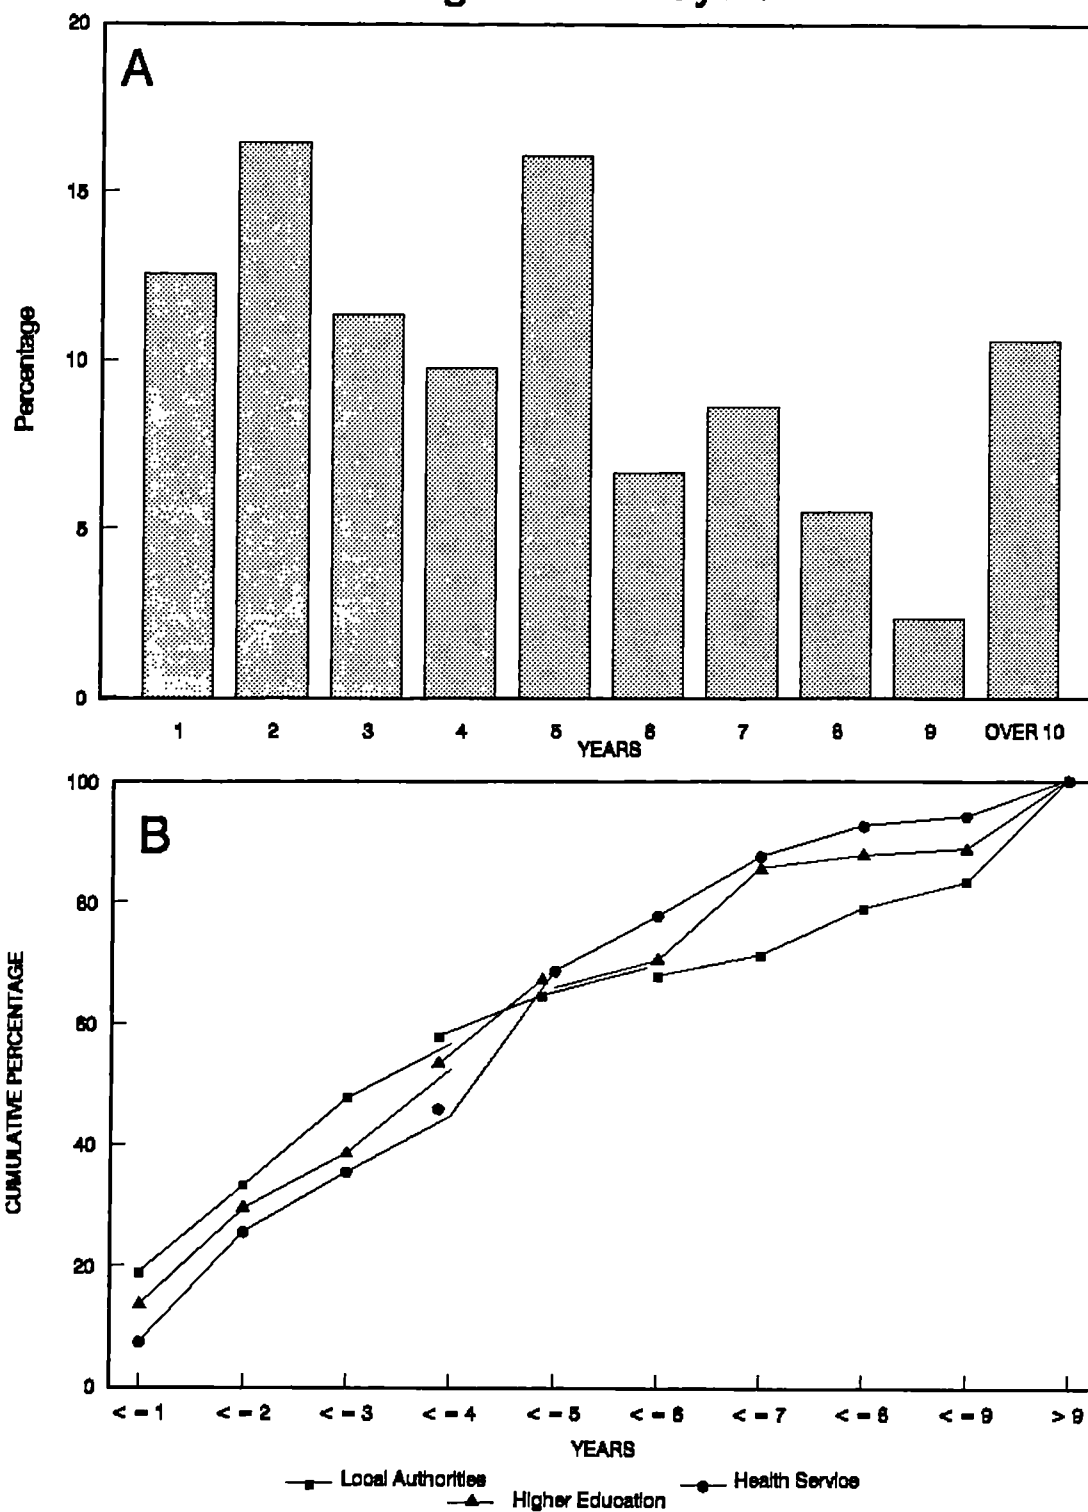 20
A
15
10
5
0
Percentage
1 2 3 4 5 6 7 8 9 OVER 10
YEARS
100
B
80
60
40
20
0
CUMULATIVE PERCENTAGE
< = 1 < = 2 < = 3 < = 4 < = 5 < = 6 < = 7 < = 8 < = 9 > 9
YEARS
Local Authorities Health Service
Higher Education